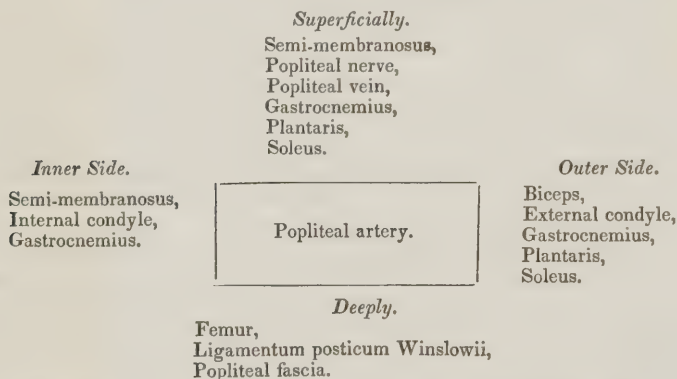 Superficially.
Semi-membranosus,
Popliteal nerve,
Popliteal vein,
Gastrocnemius,
Plantaris,
Soleus.
Inner Side.
Semi-membranosus,
Internal condyle,
Gastrocnemius.
Popliteal artery.
Outer Side.
Biceps,
External condyle,
Gastrocnemius,
Plantaris,
Soleus.
Deeply.
Femur,
Ligamentum posticum Winslowii,
Popliteal fascia.